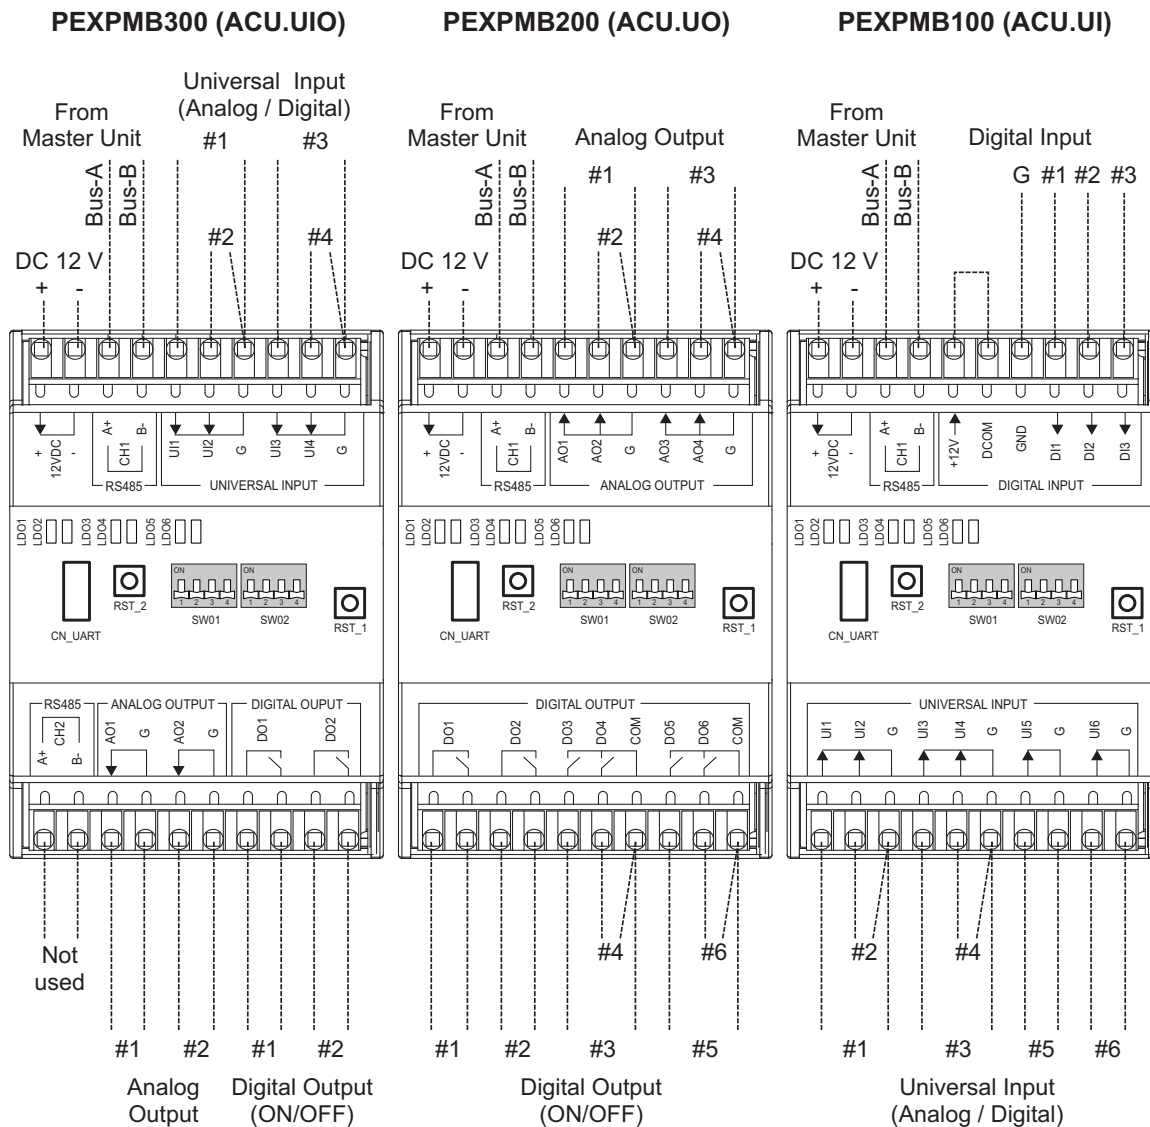 PEXPMB300 (ACU.UIO)
Universal Input
(Analog / Digital)
From
Master Unit
#1 #3
Bus-A
Bus-B
#2 #4
DC 12 V
+ -
+ 12VDC -
A+ CH1 B-
RS485
UI1 UI2 G UI3 UI4 G
UNIVERSAL INPUT
LDO1 LDO2 LDO3 LDO4 LDO5 LDO6
ON
1 2 3 4
SW01
ON
1 2 3 4
SW02
CN_UART
RST_2
RST_1
RS485
A+ CH2 B-
ANALOG OUTPUT
AO1 G AO2 G
DIGITAL OUPUT
DO1 DO2
Not
used
#1 #2 #1 #2
Analog
Output
Digital Output
(ON/OFF)
PEXPMB200 (ACU.UO)
From
Master Unit
Analog Output
Bus-A
Bus-B
#1 #3
#2 #4
DC 12 V
+ -
+ 12VDC -
A+ CH1 B-
RS485
AO1 AO2 G AO3 AO4 G
ANALOG OUTPUT
LDO1 LDO2 LDO3 LDO4 LDO5 LDO6
ON
1 2 3 4
SW01
ON
1 2 3 4
SW02
CN_UART
RST_2
RST_1
DIGITAL OUTPUT
DO1 DO2 DO3 DO4 COM DO5 DO6 COM
#4 #6
#1 #2 #3 #5
Digital Output
(ON/OFF)
PEXPMB100 (ACU.UI)
From
Master Unit
Digital Input
Bus-A
Bus-B
G #1 #2 #3
DC 12 V
+ -
+ 12VDC -
A+ CH1 B-
RS485
+12V DCOM GND DI1 DI2 DI3
DIGITAL INPUT
LDO1 LDO2 LDO3 LDO4 LDO5 LDO6
ON
1 2 3 4
SW01
ON
1 2 3 4
SW02
CN_UART
RST_2
RST_1
UNIVERSAL INPUT
UI1 UI2 G UI3 UI4 G UI5 G UI6 G
#2 #4
#1 #3 #5 #6
Universal Input
(Analog / Digital)